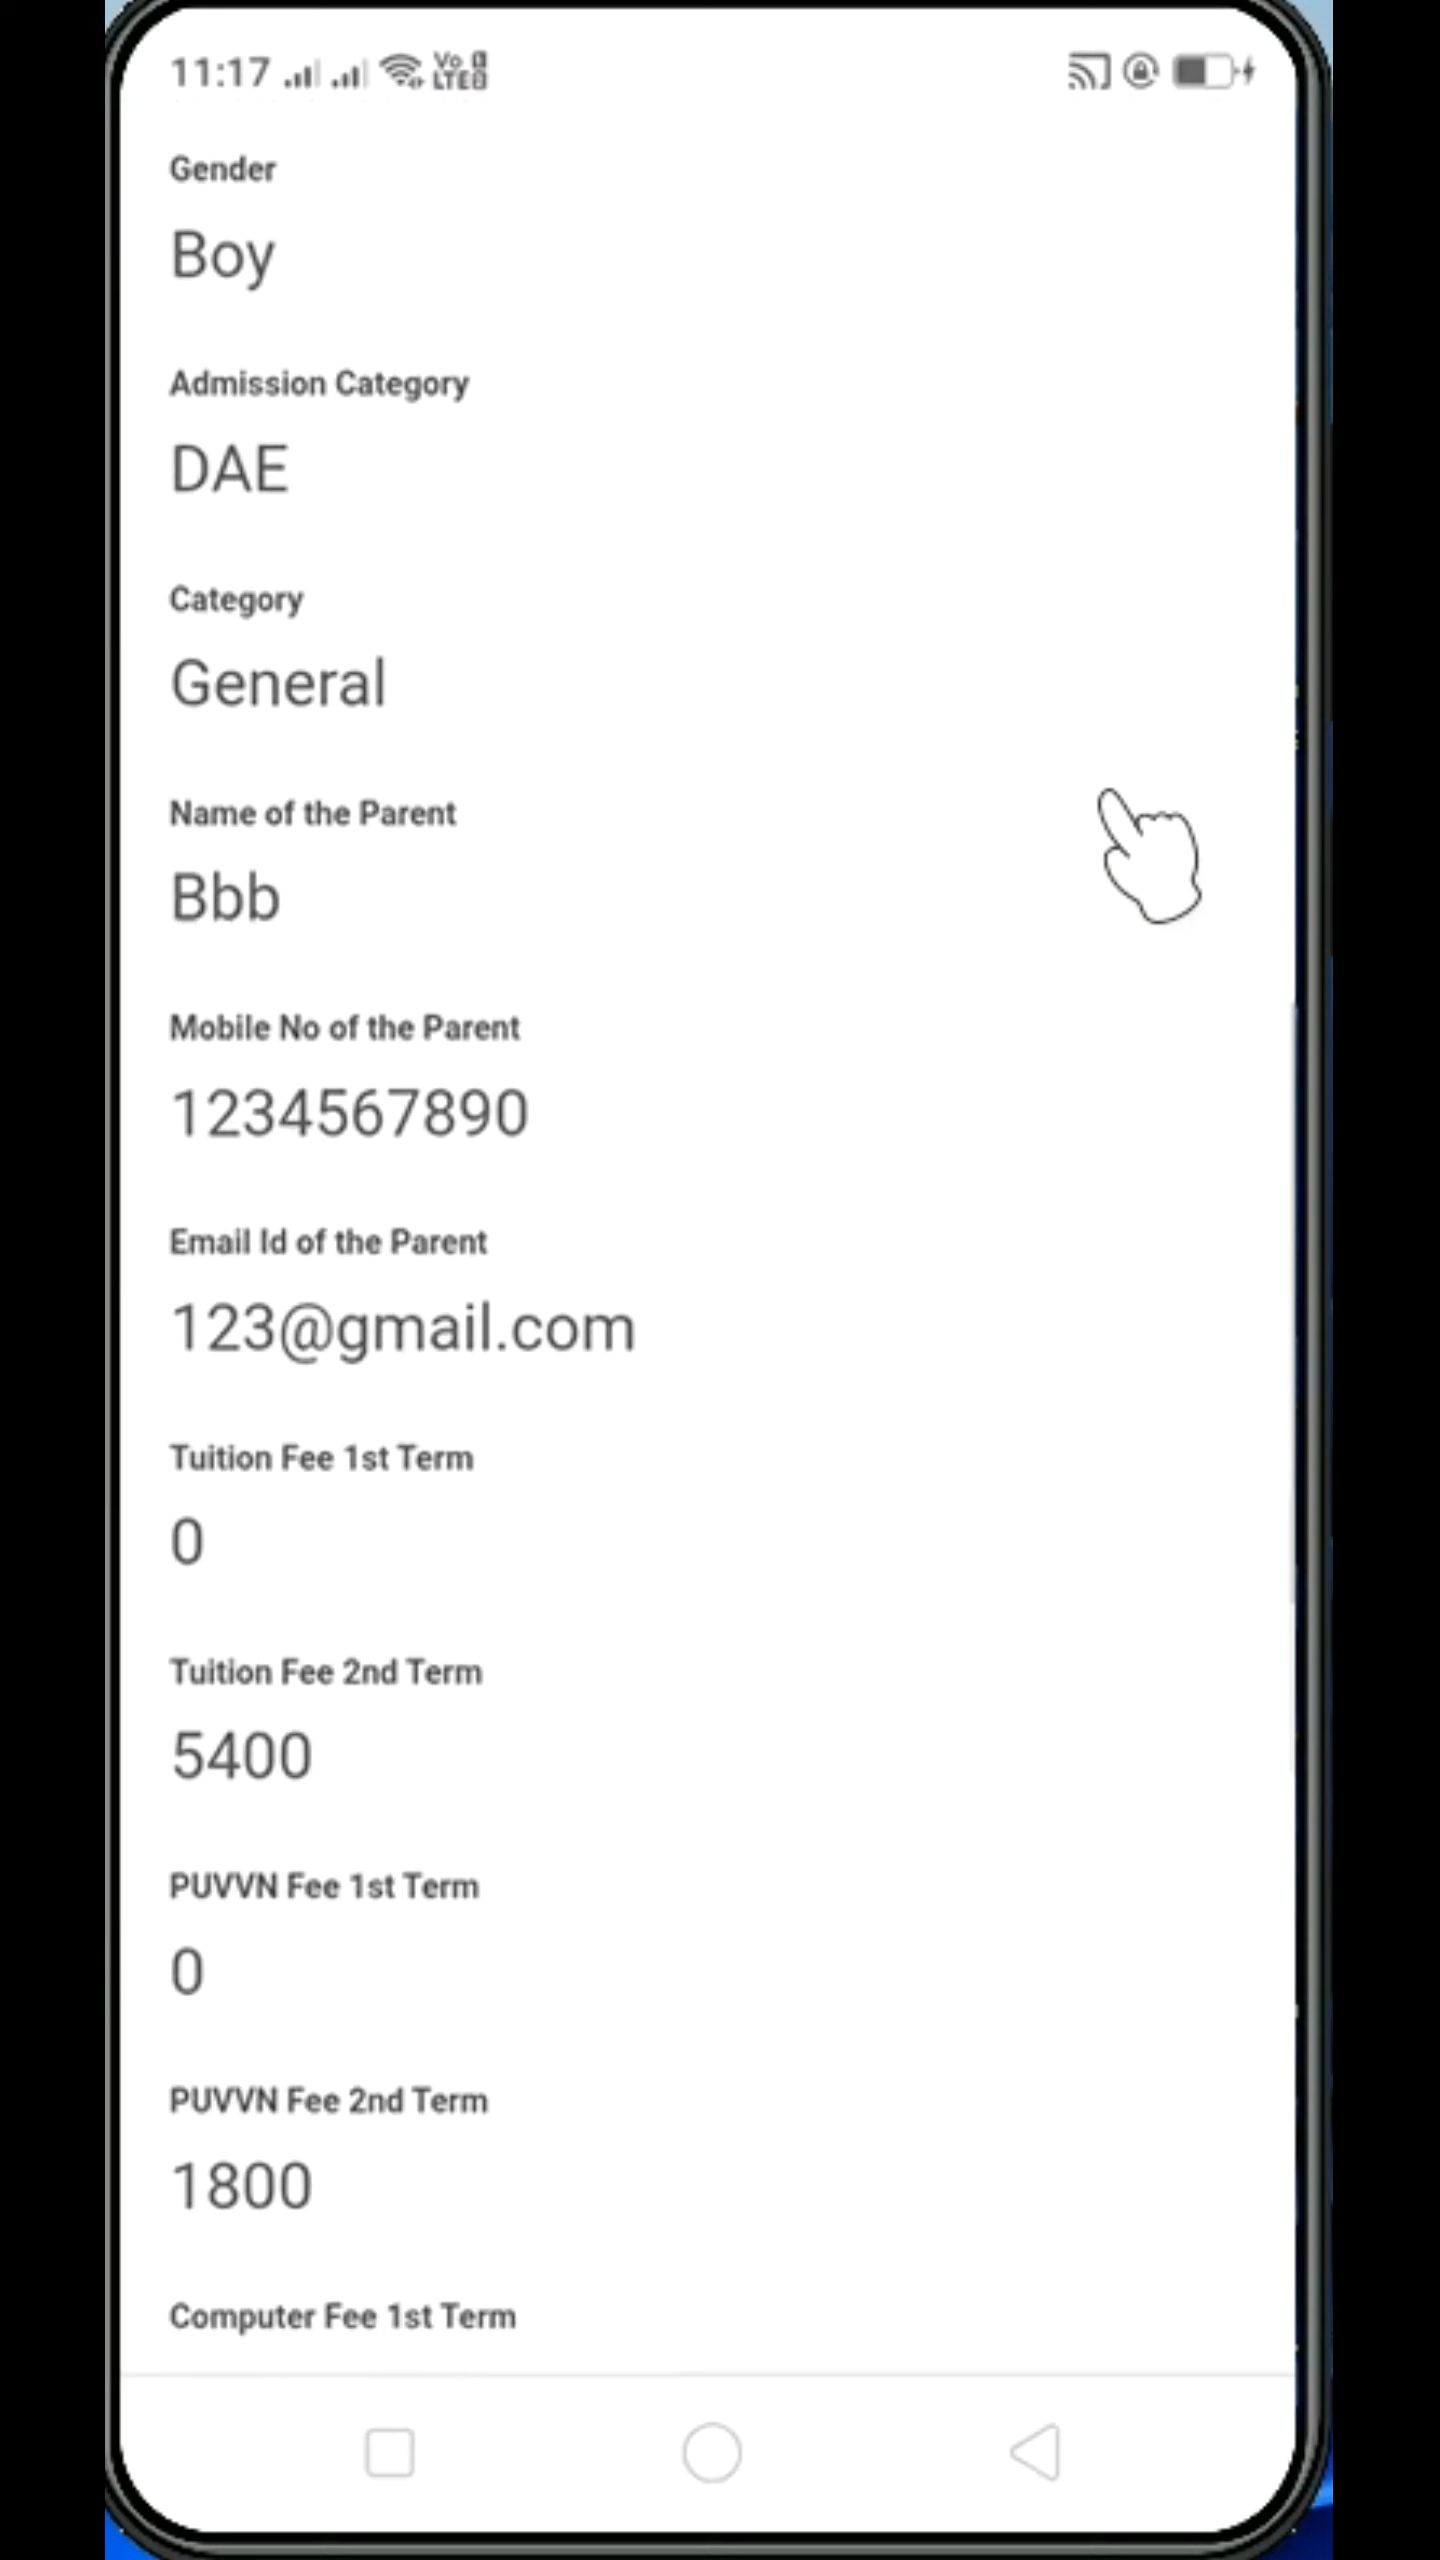 11:17
Vo
LTE
Gender
Boy
Admission Category
DAE
Category
General
Name of the Parent
Bbb
Mobile No of the Parent
1234567890
Email Id of the Parent
123@gmail.com
Tuition Fee 1st Term
0
Tuition Fee 2nd Term
5400
PUVVN Fee 1st Term
0
PUVVN Fee 2nd Term
1800
Computer Fee 1st Term